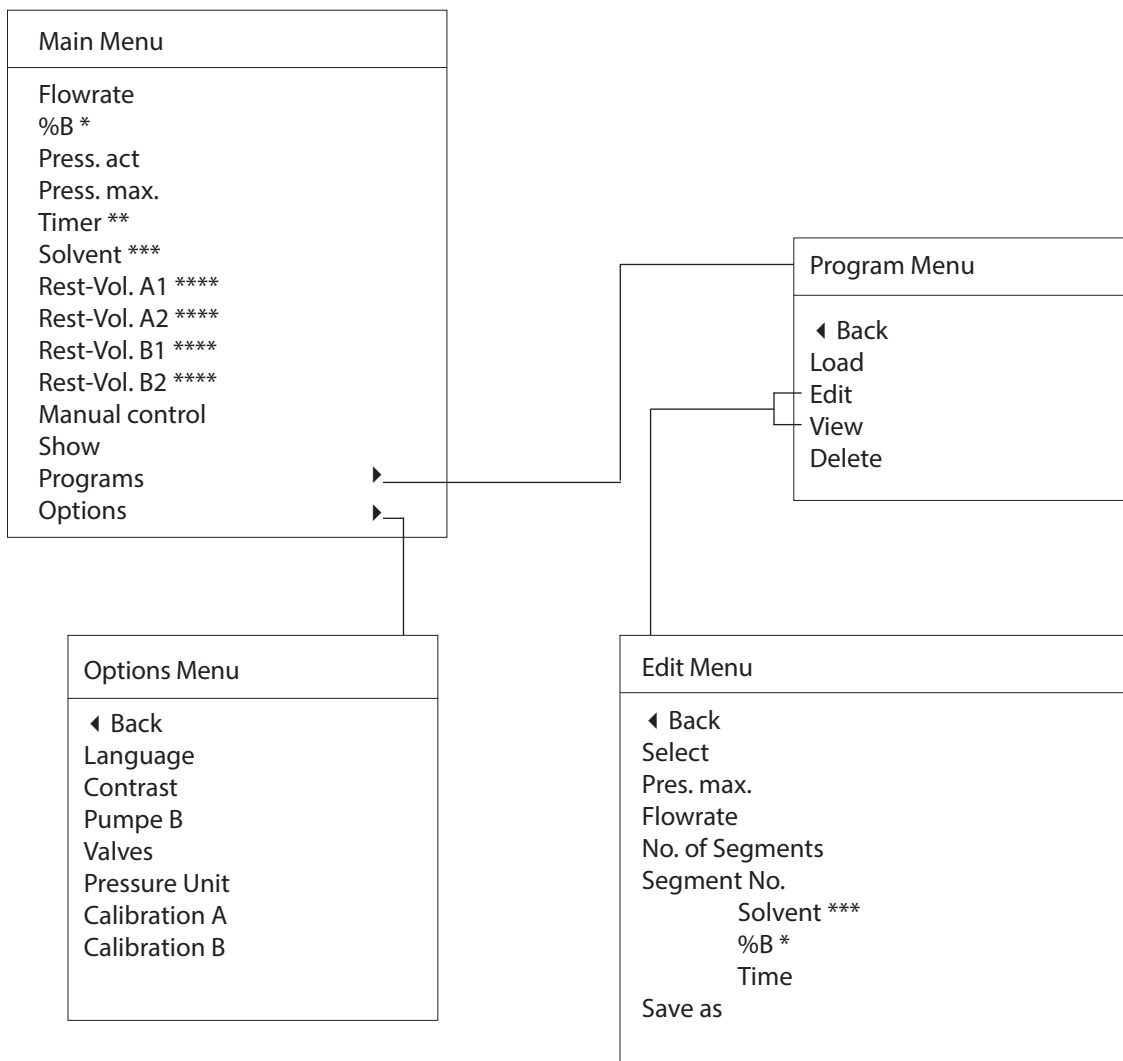 Main Menu
Flowrate
%B *
Press. act
Press. max.
Timer **
Solvent ***
Rest-Vol. A1 ****
Rest-Vol. A2 ****
Rest-Vol. B1 ****
Rest-Vol. B2 ****
Manual control
Show
Programs
Options
Program Menu
Back
Load
Edit
View
Delete
Options Menu
Back
Language
Contrast
Pumpe B
Valves
Pressure Unit
Calibration A
Calibration B
Edit Menu
Back
Select
Pres. max.
Flowrate
No. of Segments
Segment No.
Solvent ***
%B *
Time
Save as